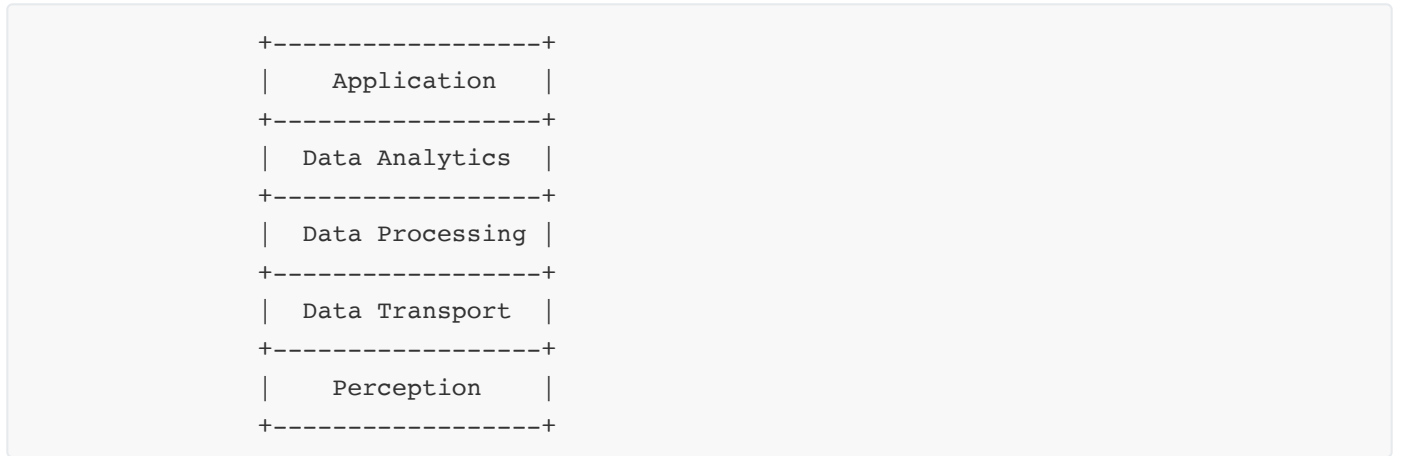 +------------------+
|    Application   |
+------------------+
|  Data Analytics  |
+------------------+
|  Data Processing |
+------------------+
|  Data Transport  |
+------------------+
|    Perception    |
+------------------+